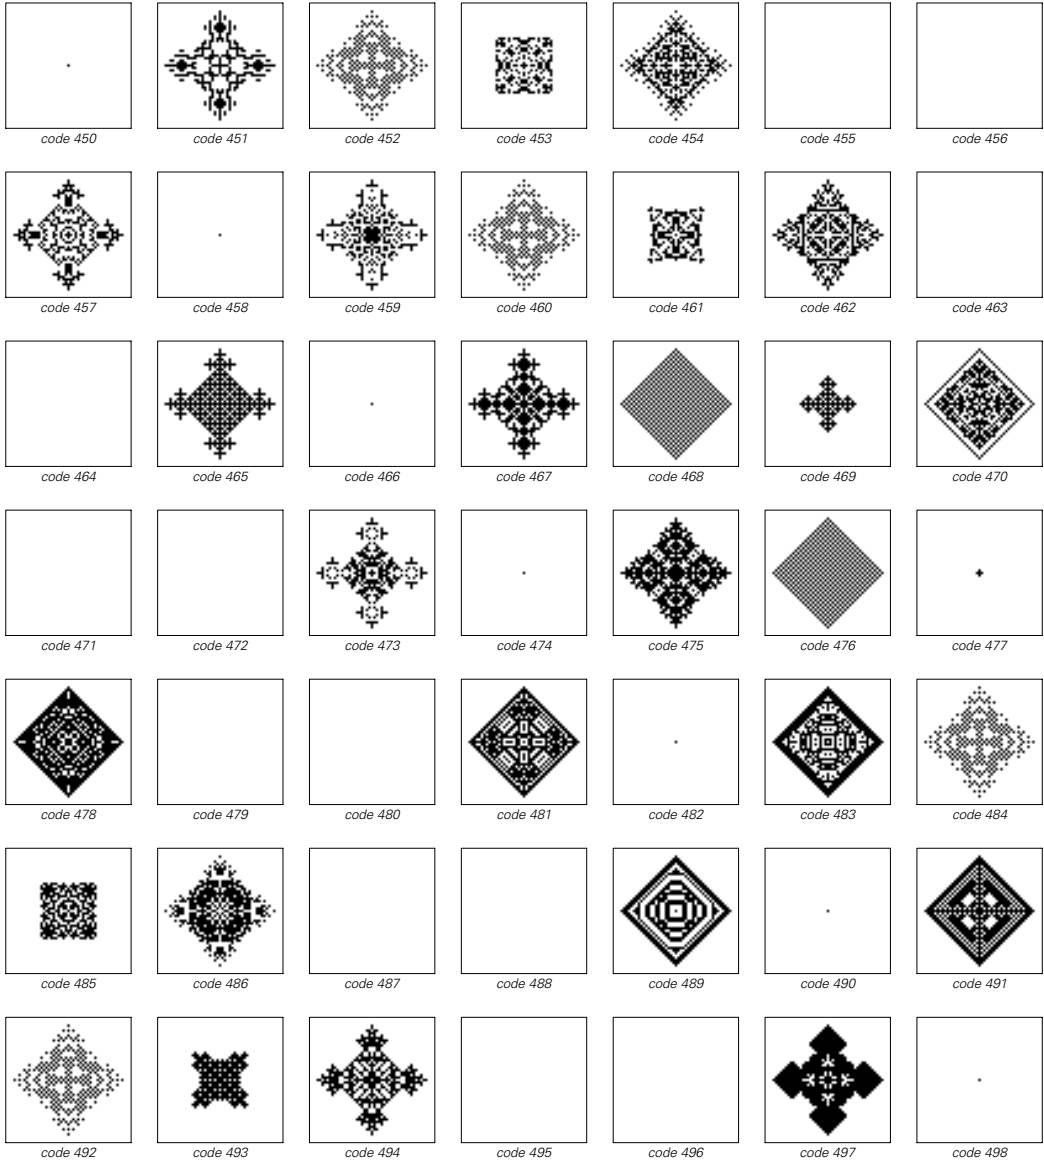 code 450 code 451 code 452 code 453 code 454 code 455 code 456
code 457 code 458 code 459 code 460 code 461 code 462 code 463
code 464 code 465 code 466 code 467 code 468 code 469 code 470
code 471 code 472 code 473 code 474 code 475 code 476 code 477
code 478 code 479 code 480 code 481 code 482 code 483 code 484
code 485 code 486 code 487 code 488 code 489 code 490 code 491
code 492 code 493 code 494 code 495 code 496 code 497 code 498